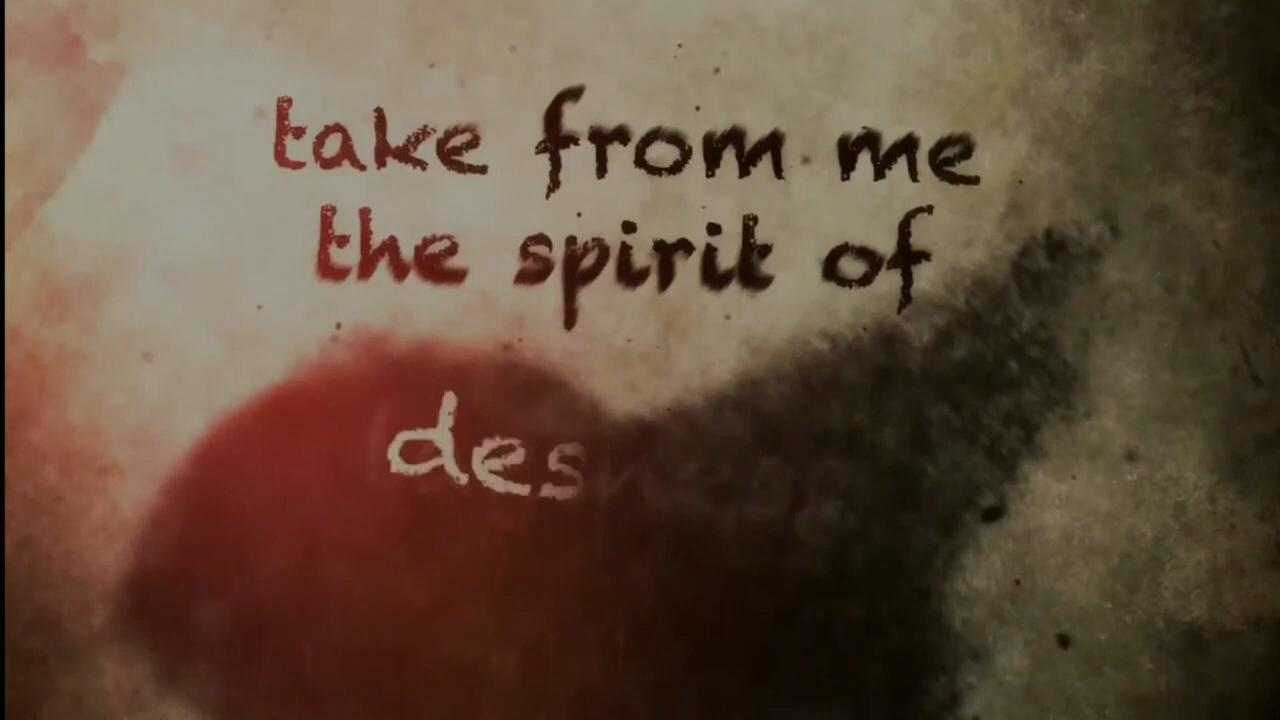 take from me
the spirit of
des